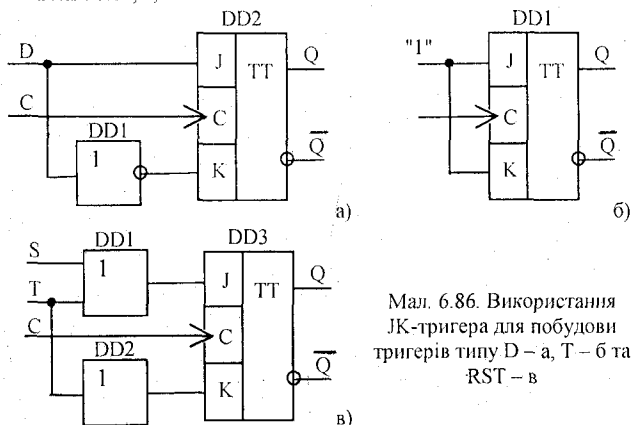 DD2
D
J
TT
Q
C
C
DD1
1
K
Q
а)
DD1
"1"
J
TT
Q
C
K
Q
б)
DD1
DD3
S
1
J
TT
Q
T
C
C
DD2
1
K
Q
в)
Мал. 6.86. Використання
JK-тригера для побудови
тригерів типу D – а, Т – б та
RST – в